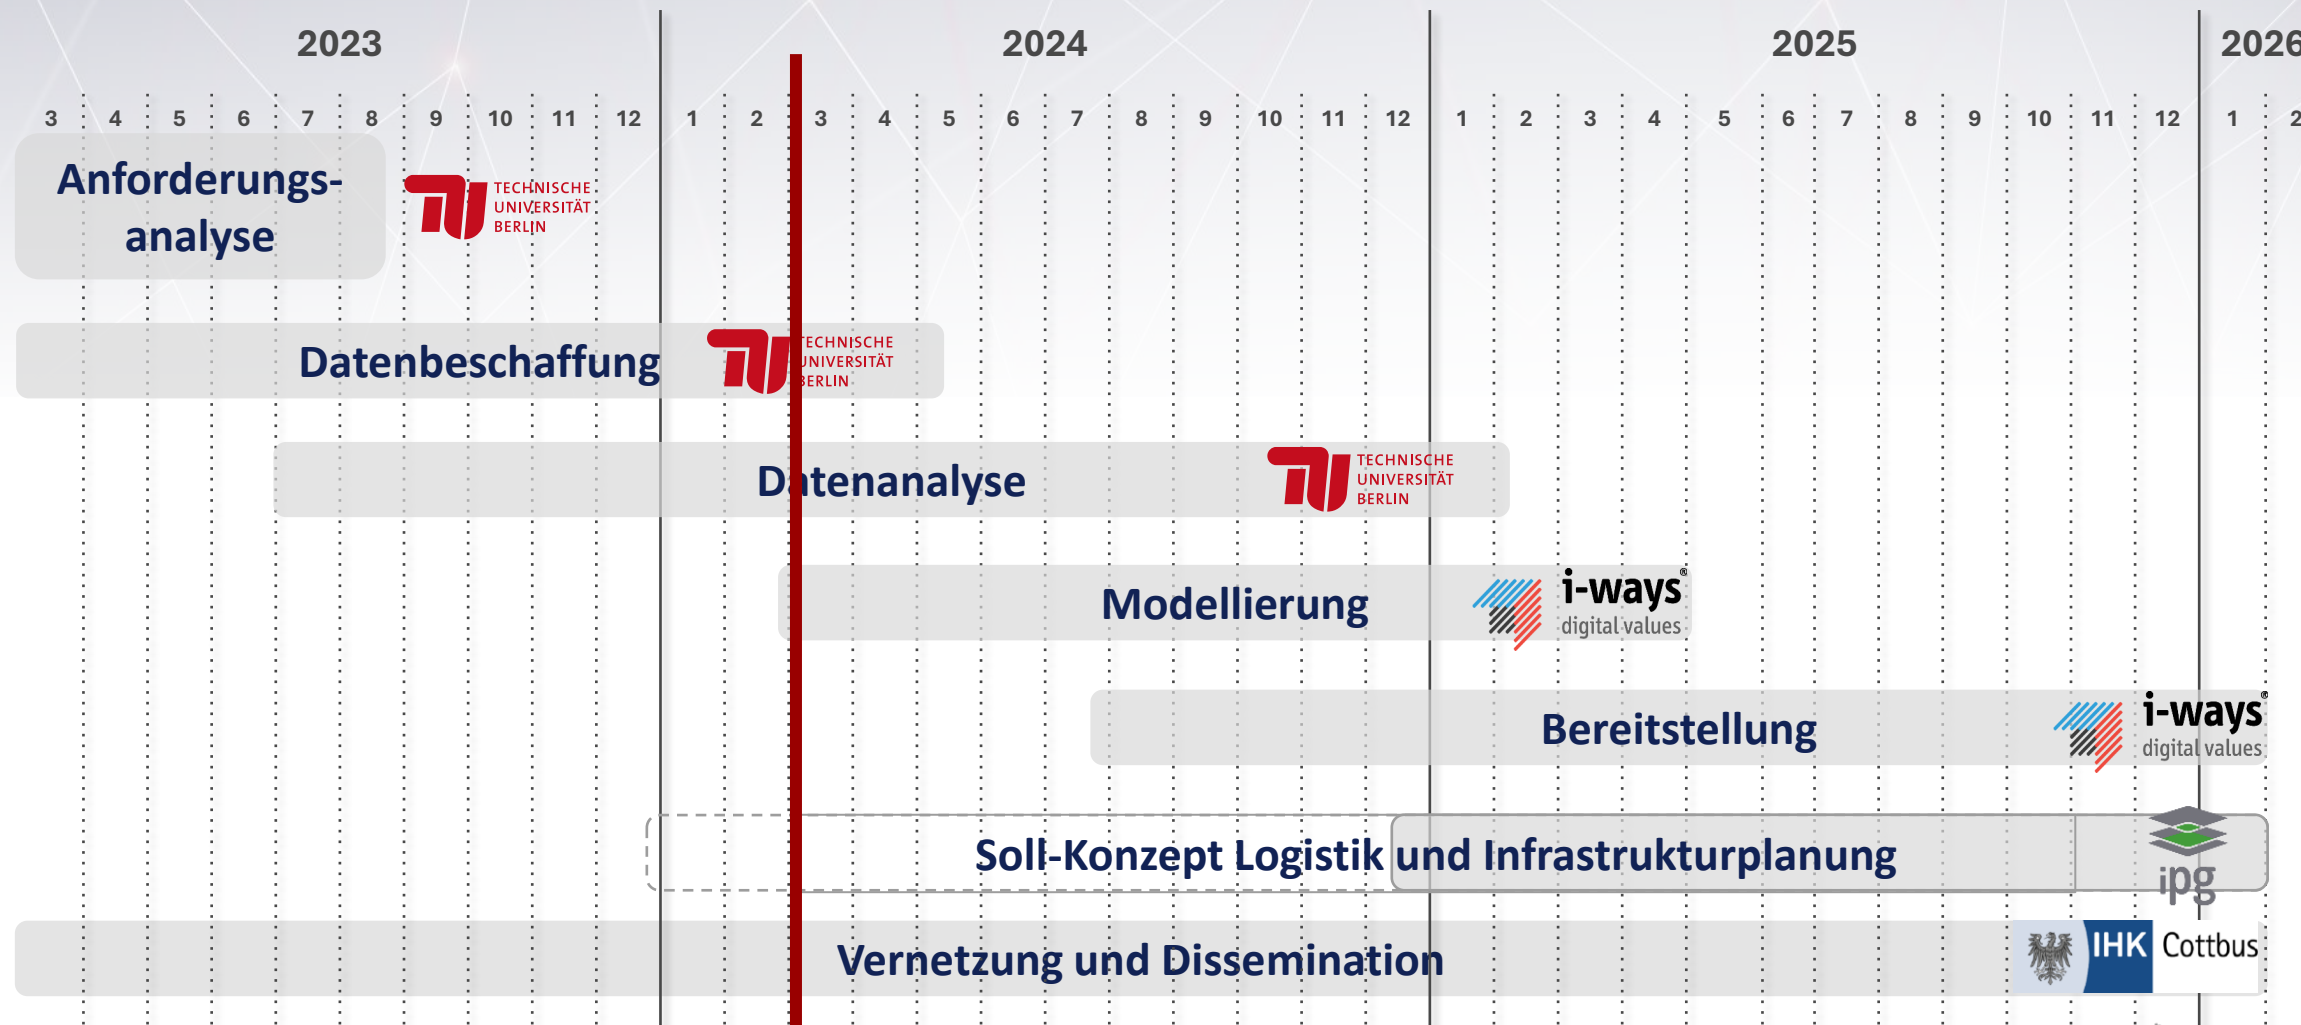 2023 2024 2025 2026
3 4 5 6 7 8 9 10 11 12 1 2 3 4 5 6 7 8 9 10 11 12 1 2 3 4 5 6 7 8 9 10 11 12 1 2
Anforderungs-
analyse
TECHNISCHE
UNIVERSITÄT
BERLIN
Datenbeschaffung
TECHNISCHE
UNIVERSITÄT
BERLIN
Datenanalyse
TECHNISCHE
UNIVERSITÄT
BERLIN
Modellierung
i-ways®
digital values
Bereitstellung
i-ways®
digital values
Soll-Konzept Logistik und Infrastrukturplanung
ipg
Vernetzung und Dissemination
IHK Cottbus